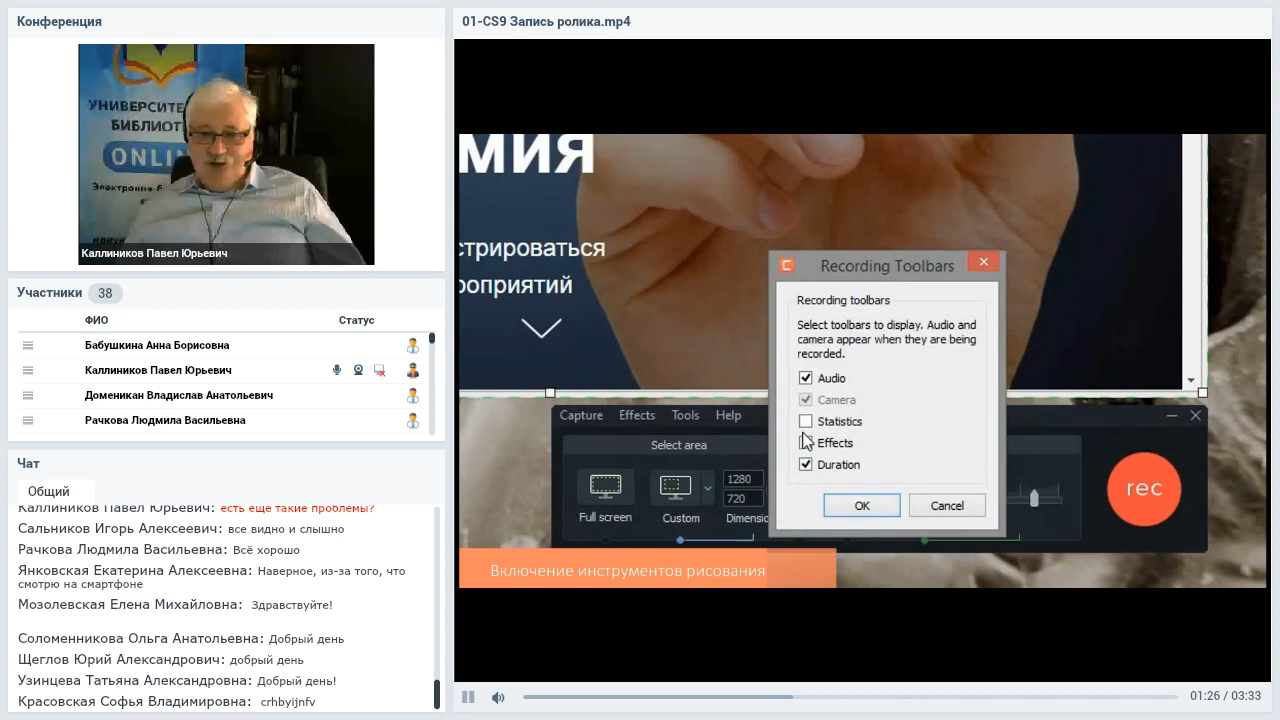 Конференция
УНИВЕРСИТЕ
БИБЛИОТ
ONLI
Каллиников Павел Юрьевич
Участники 38
ФИО Статус
Бабушкина Анна Борисовна
Каллиников Павел Юрьевич
Доменикан Владислав Анатольевич
Рачкова Людмила Васильевна
Чат
Общий
Каллиников Павел Юрьевич: есть еще такие проблемы?
Сальников Игорь Алексеевич: все видно и слышно
Рачкова Людмила Васильевна: Всё хорошо
Янковская Екатерина Алексеевна: Наверное, из-за того, что
смотрю на смартфоне
Мозолевская Елена Михайловна: Здравствуйте!
Соломенникова Ольга Анатольевна: Добрый день
Щеглов Юрий Александрович: добрый день
Узинцева Татьяна Александровна: Добрый день!
Красовская Софья Владимировна: crhbyijnfv
01-CS9 Запись ролика.mp4
мия
стрироваться
роприятий
Recording Toolbars
Recording toolbars
Select toolbars to display. Audio and
camera appear when they are being
recorded.
Audio
Camera
Statistics
Effects
Duration
OK Cancel
Capture Effects Tools Help
Select area
1280
720
Full screen Custom Dimensio
rec
Включение инструментов рисования
01:26 / 03:33